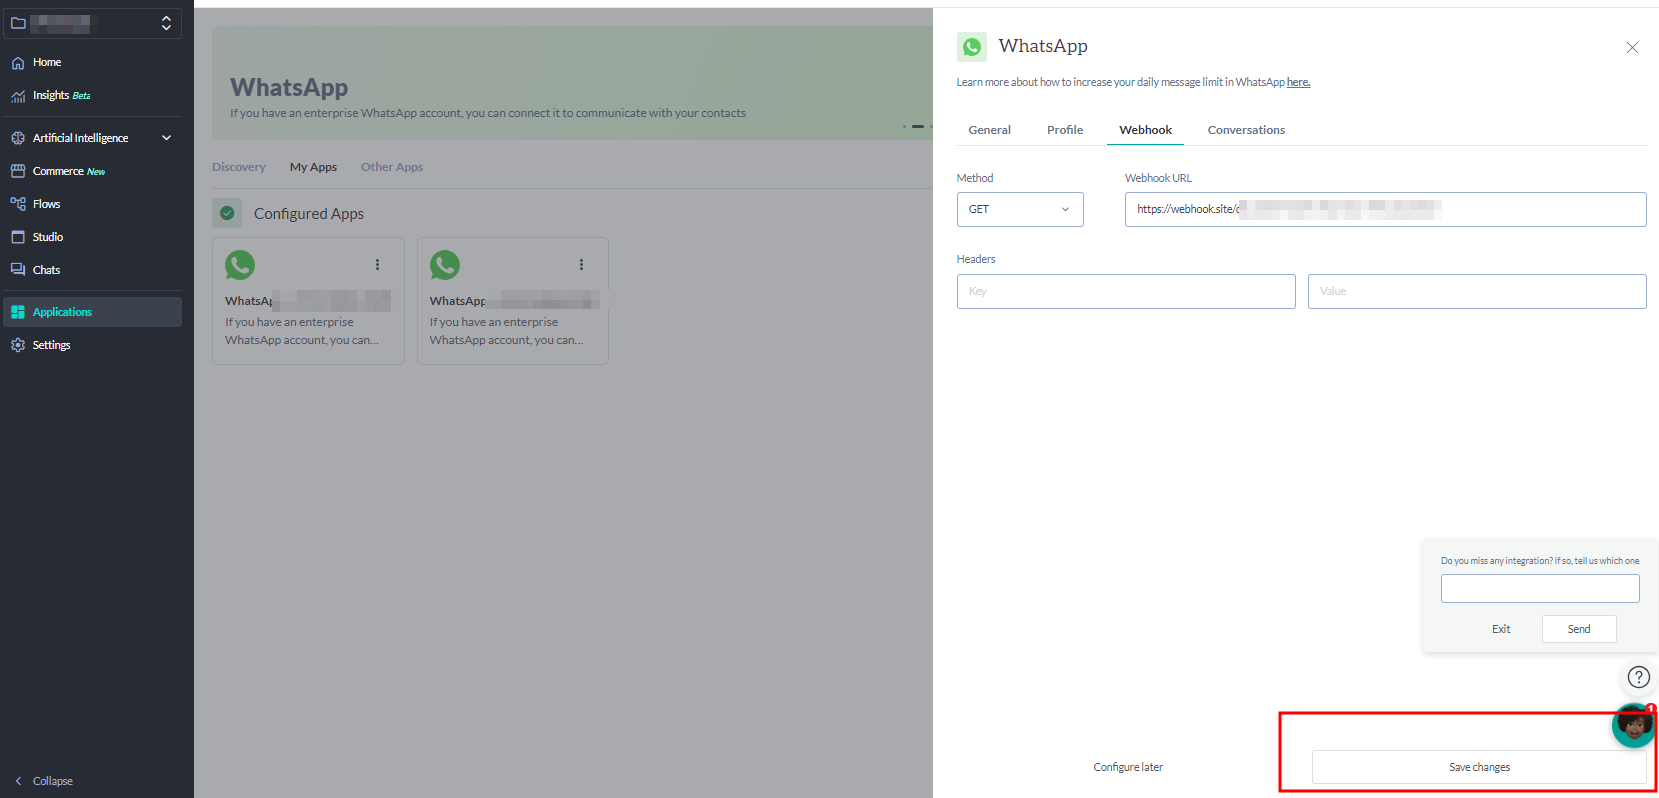 Home
Insights Beta
Artificial Intelligence
Commerce New
Flows
Studio
Chats
Applications
Settings
Collapse
WhatsApp
If you have an enterprise WhatsApp account, you can connect it to communicate with your contacts
Discovery My Apps Other Apps
Configured Apps
WhatsAp
If you have an enterprise
WhatsApp account, you can...
WhatsApp
If you have an enterprise
WhatsApp account, you can...
WhatsApp
Learn more about how to increase your daily message limit in WhatsApp here.
General Profile Webhook Conversations
Method Webhook URL
GET https://webhook.site/
Headers
Key Value
Do you miss any integration? If so, tell us which one
Exit Send
?
1
Configure later Save changes